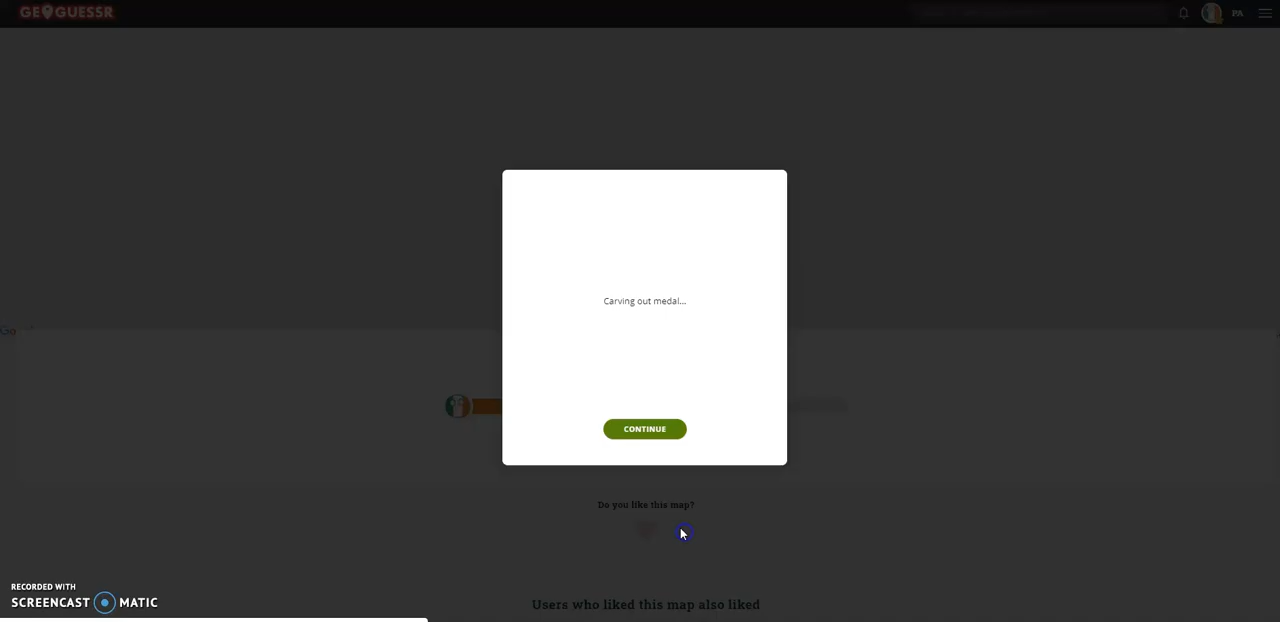 GEOGUESSR
PA
Carving out medal...
CONTINUE
Do you like this map?
Users who liked this map also liked
RECORDED WITH
SCREENCAST MATIC